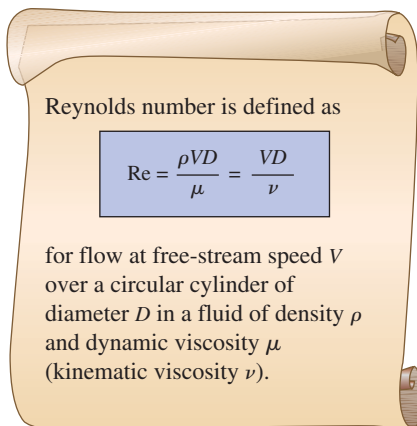 Reynolds number is defined as
Re = ρVD/μ = VD/ν
for flow at free-stream speed V
over a circular cylinder of
diameter D in a fluid of density ρ
and dynamic viscosity μ
(kinematic viscosity ν).